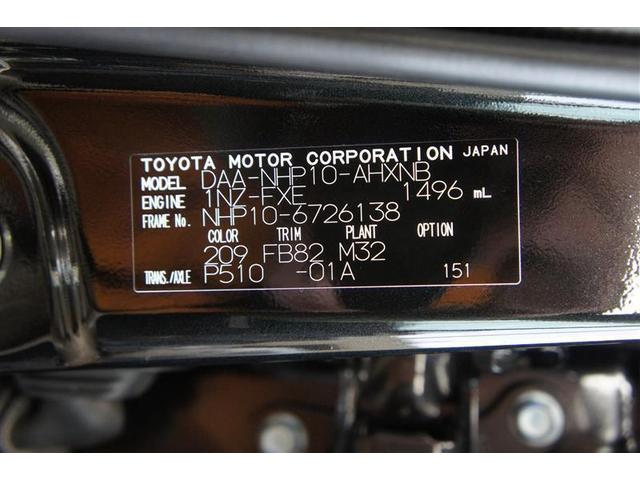 TOYOTA MOTOR CORPORATION JAPAN
MODEL DAA-NHP10-AHXNB
ENGINE 1NZ-FXE 1496 mL
FRAME No. NHP10-6726138
COLOR TRIM PLANT OPTION
209 FB82 M32
TRANS./AXLE P510 -01A 151